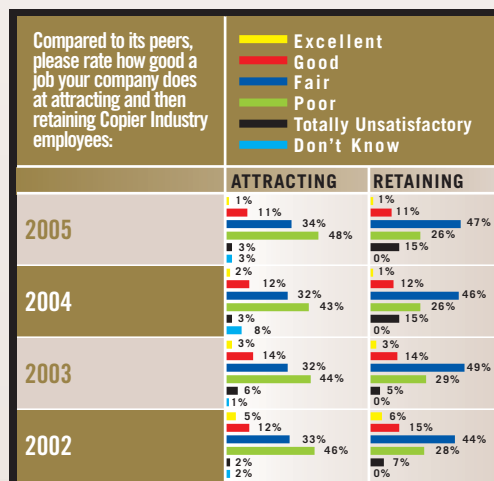 Compared to its peers,
please rate how good a
job your company does
at attracting and then
retaining Copier Industry
employees:
Excellent
Good
Fair
Poor
Totally Unsatisfactory
Don't Know
ATTRACTING RETAINING
2005
1% 1%
11% 11%
34% 47%
48% 26%
3% 15%
3% 0%
2004
2% 1%
12% 12%
32% 46%
43% 26%
3% 15%
8% 0%
2003
3% 3%
14% 14%
32% 49%
44% 29%
6% 5%
1% 0%
2002
5% 6%
12% 15%
33% 44%
46% 28%
2% 7%
2% 0%